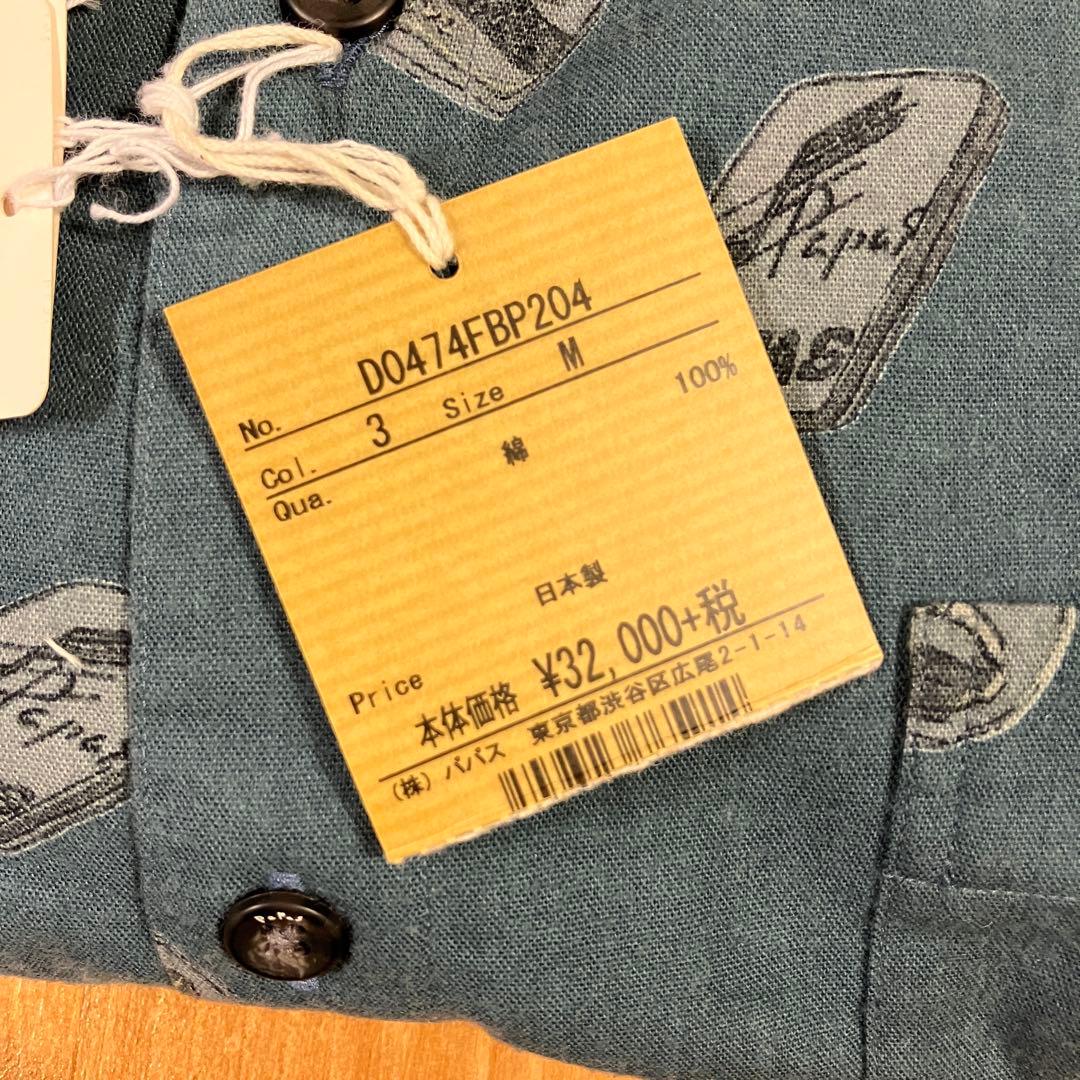 No. D0474FBP204
Col. 3 Size M
Qua. 綿 100%
日本製
Price 本体価格 ¥32,000+税
(株) パパス 東京都渋谷区広尾2-1-14
Papas
Papas
PaPas